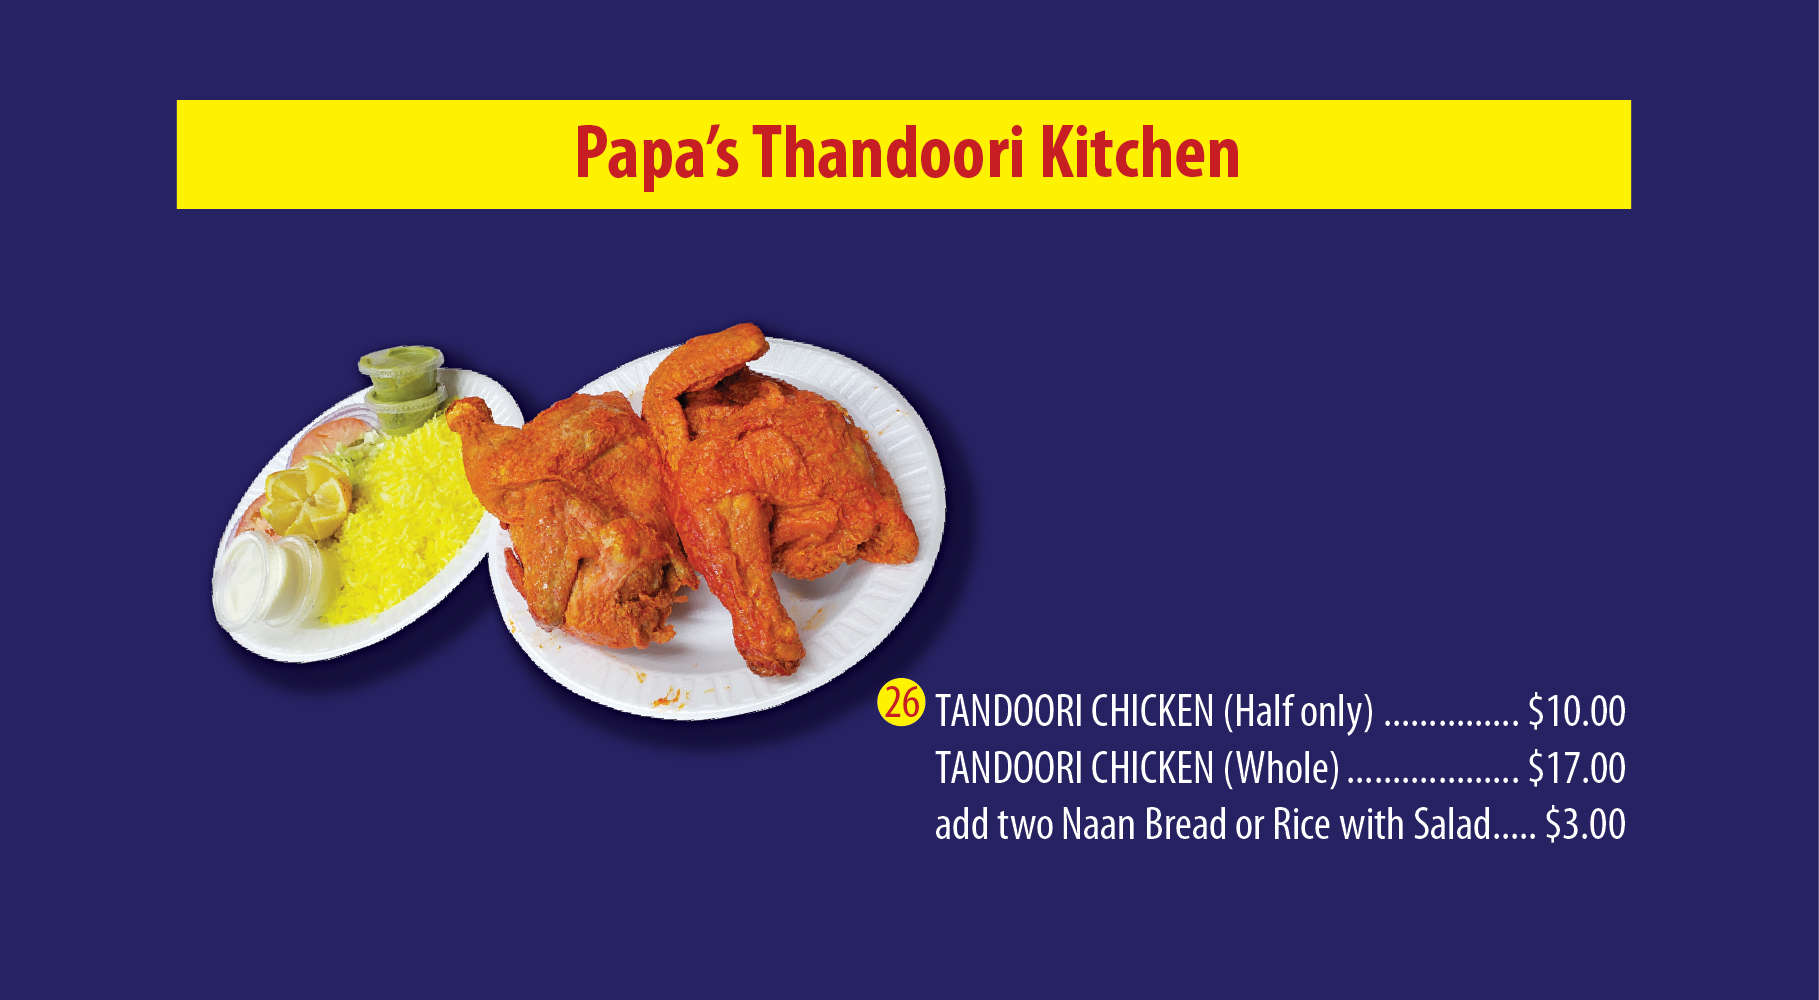 Papa’s Thandoori Kitchen
26 TANDOORI CHICKEN (Half only) ............... $10.00
TANDOORI CHICKEN (Whole) ................... $17.00
add two Naan Bread or Rice with Salad..... $3.00